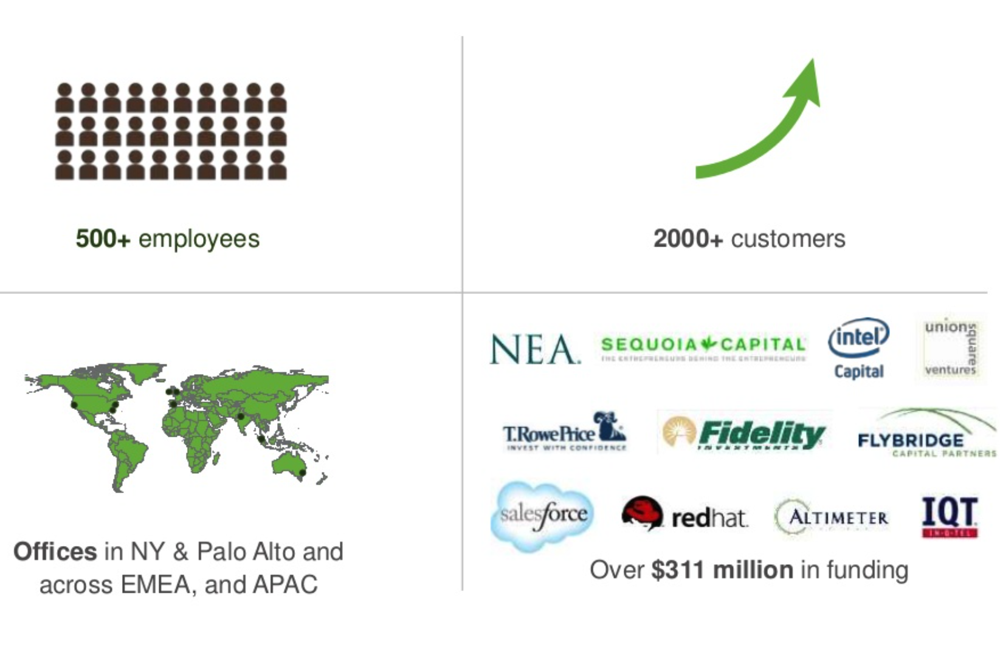 500+ employees
2000+ customers
Offices in NY & Palo Alto and
across EMEA, and APAC
NEA.
SEQUOIA CAPITAL
THE ENTREPRENEURS BEHIND THE ENTREPRENEURS
intel
Capital
union square ventures
T.RowePrice
INVEST WITH CONFIDENCE
Fidelity
INVESTMENTS
FLYBRIDGE
CAPITAL PARTNERS
salesforce
redhat.
ALTIMETER
IQT
IN-Q-TEL
Over $311 million in funding